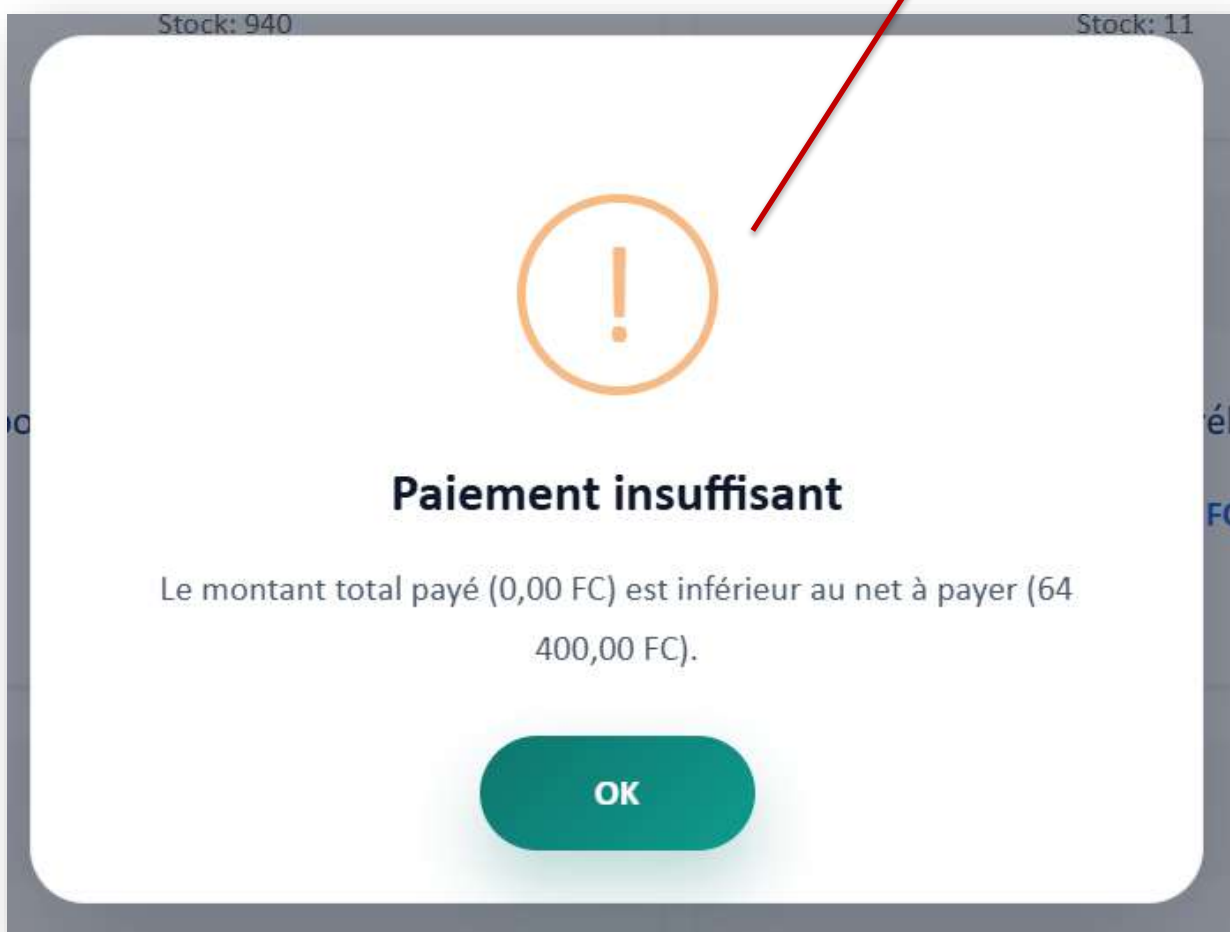 Stock: 940
Stock: 11
!
Paiement insuffisant
Le montant total payé (0,00 FC) est inférieur au net à payer (64
400,00 FC).
OK